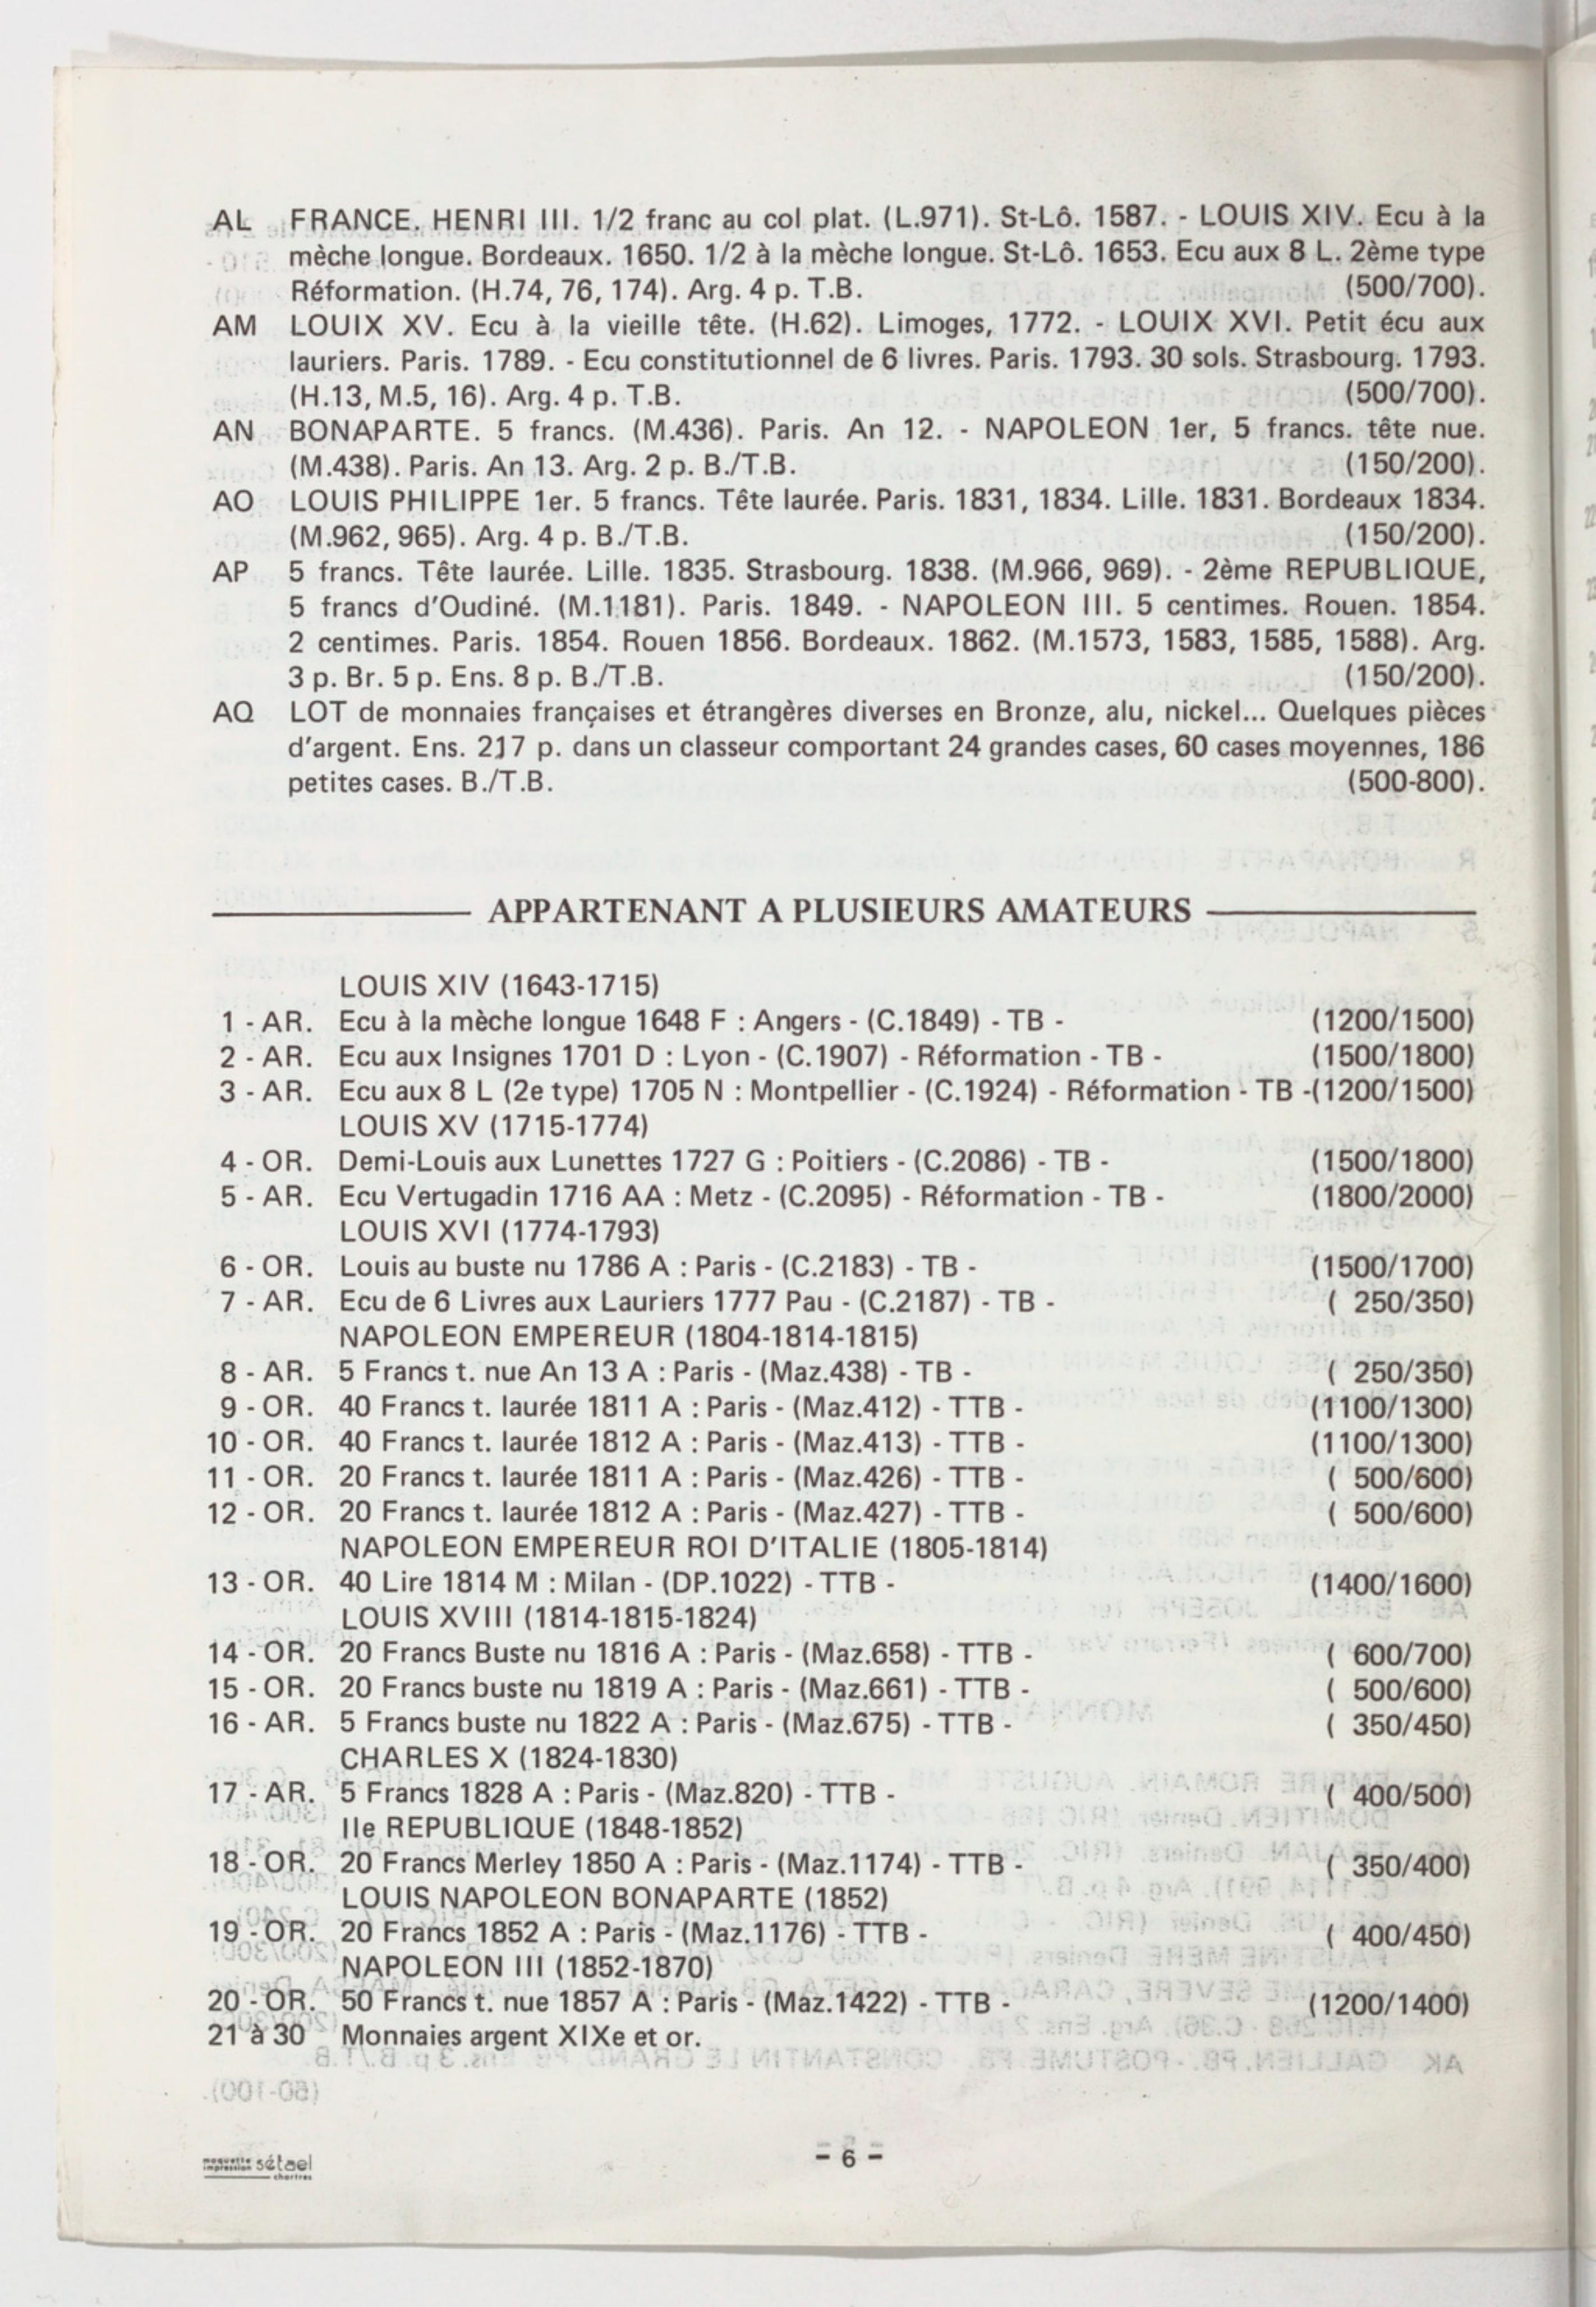 AL FRANCE. HENRI III. 1/2 franc au col plat. (L.971). St-Lô. 1587. - LOUIS XIV. Ecu à la
mèche longue. Bordeaux. 1650. 1/2 à la mèche longue. St-Lô. 1653. Ecu aux 8 L. 2ème type
Réformation. (H.74, 76, 174). Arg. 4 p. T.B. (500/700).
AM LOUIX XV. Ecu à la vieille tête. (H.62). Limoges, 1772. - LOUIX XVI. Petit écu aux
lauriers. Paris. 1789. - Ecu constitutionnel de 6 livres. Paris. 1793. 30 sols. Strasbourg. 1793.
(H.13, M.5, 16). Arg. 4 p. T.B. (500/700).
AN BONAPARTE. 5 francs. (M.436). Paris. An 12. - NAPOLEON 1er, 5 francs. tête nue.
(M.438). Paris. An 13. Arg. 2 p. B./T.B. (150/200).
AO LOUIS PHILIPPE 1er. 5 francs. Tête laurée. Paris. 1831, 1834. Lille. 1831. Bordeaux 1834.
(M.962, 965). Arg. 4 p. B./T.B. (150/200).
AP 5 francs. Tête laurée. Lille. 1835. Strasbourg. 1838. (M.966, 969). - 2ème REPUBLIQUE,
5 francs d'Oudiné. (M.1181). Paris. 1849. - NAPOLEON III. 5 centimes. Rouen. 1854.
2 centimes. Paris. 1854. Rouen 1856. Bordeaux. 1862. (M.1573, 1583, 1585, 1588). Arg.
3 p. Br. 5 p. Ens. 8 p. B./T.B. (150/200).
AQ LOT de monnaies françaises et étrangères diverses en Bronze, alu, nickel... Quelques pièces
d'argent. Ens. 217 p. dans un classeur comportant 24 grandes cases, 60 cases moyennes, 186
petites cases. B./T.B. (500-800).
APPARTENANT A PLUSIEURS AMATEURS
LOUIS XIV (1643-1715)
1 - AR. Ecu à la mèche longue 1648 F : Angers - (C.1849) - TB - (1200/1500)
2 - AR. Ecu aux Insignes 1701 D : Lyon - (C.1907) - Réformation - TB - (1500/1800)
3 - AR. Ecu aux 8 L (2e type) 1705 N : Montpellier - (C.1924) - Réformation - TB -(1200/1500)
LOUIS XV (1715-1774)
4 - OR. Demi-Louis aux Lunettes 1727 G : Poitiers - (C.2086) - TB - (1500/1800)
5 - AR. Ecu Vertugadin 1716 AA : Metz - (C.2095) - Réformation - TB - (1800/2000)
LOUIS XVI (1774-1793)
6 - OR. Louis au buste nu 1786 A : Paris - (C.2183) - TB - (1500/1700)
7 - AR. Ecu de 6 Livres aux Lauriers 1777 Pau - (C.2187) - TB - ( 250/350)
NAPOLEON EMPEREUR (1804-1814-1815)
8 - AR. 5 Francs t. nue An 13 A : Paris - (Maz.438) - TB - ( 250/350)
9 - OR. 40 Francs t. laurée 1811 A : Paris - (Maz.412) - TTB - (1100/1300)
10 - OR. 40 Francs t. laurée 1812 A : Paris - (Maz.413) - TTB - (1100/1300)
11 - OR. 20 Francs t. laurée 1811 A : Paris - (Maz.426) - TTB - ( 500/600)
12 - OR. 20 Francs t. laurée 1812 A : Paris - (Maz.427) - TTB - ( 500/600)
NAPOLEON EMPEREUR ROI D'ITALIE (1805-1814)
13 - OR. 40 Lire 1814 M : Milan - (DP.1022) - TTB - (1400/1600)
LOUIS XVIII (1814-1815-1824)
14 - OR. 20 Francs Buste nu 1816 A : Paris - (Maz.658) - TTB - ( 600/700)
15 - OR. 20 Francs buste nu 1819 A : Paris - (Maz.661) - TTB - ( 500/600)
16 - AR. 5 Francs buste nu 1822 A : Paris - (Maz.675) - TTB - ( 350/450)
CHARLES X (1824-1830)
17 - AR. 5 Francs 1828 A : Paris - (Maz.820) - TTB - ( 400/500)
IIe REPUBLIQUE (1848-1852)
18 - OR. 20 Francs Merley 1850 A : Paris - (Maz.1174) - TTB - ( 350/400)
LOUIS NAPOLEON BONAPARTE (1852)
19 - OR. 20 Francs 1852 A : Paris - (Maz.1176) - TTB - ( 400/450)
NAPOLEON III (1852-1870)
20 - OR. 50 Francs t. nue 1857 A : Paris - (Maz.1422) - TTB - (1200/1400)
21 à 30 Monnaies argent XIXe et or.
maquette impression sétael chartres
- 6 -